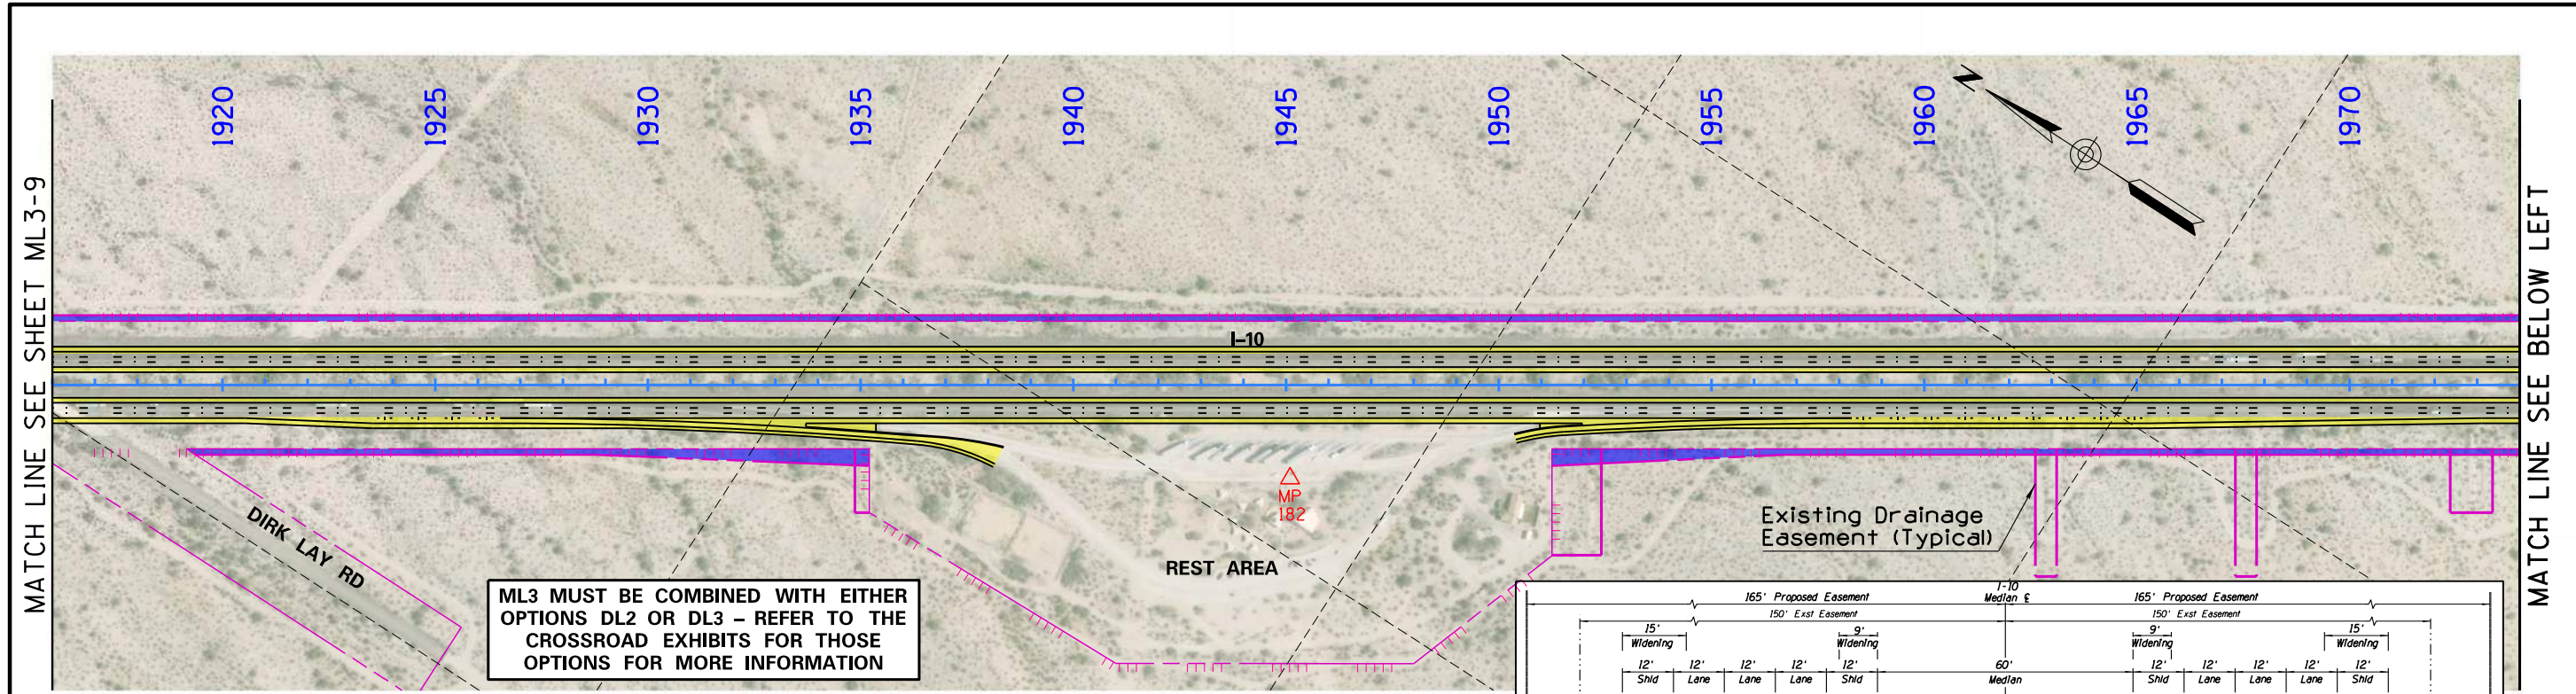 1920
1925
1930
1935
1940
1945
1950
1955
1960
1965
1970
N
MATCH LINE SEE SHEET ML3-9
MATCH LINE SEE BELOW LEFT
I-10
DIRK LAY RD
MP
182
REST AREA
Existing Drainage
Easement (Typical)
ML3 MUST BE COMBINED WITH EITHER
OPTIONS DL2 OR DL3 – REFER TO THE
CROSSROAD EXHIBITS FOR THOSE
OPTIONS FOR MORE INFORMATION
I-10
165' Proposed Easement Median ℄ 165' Proposed Easement
150' Exst Easement 150' Exst Easement
15' 9' 9' 15'
Widening Widening Widening Widening
12' 12' 12' 12' 12' 60' 12' 12' 12' 12' 12'
Shld Lane Lane Lane Shld Median Shld Lane Lane Lane Shld